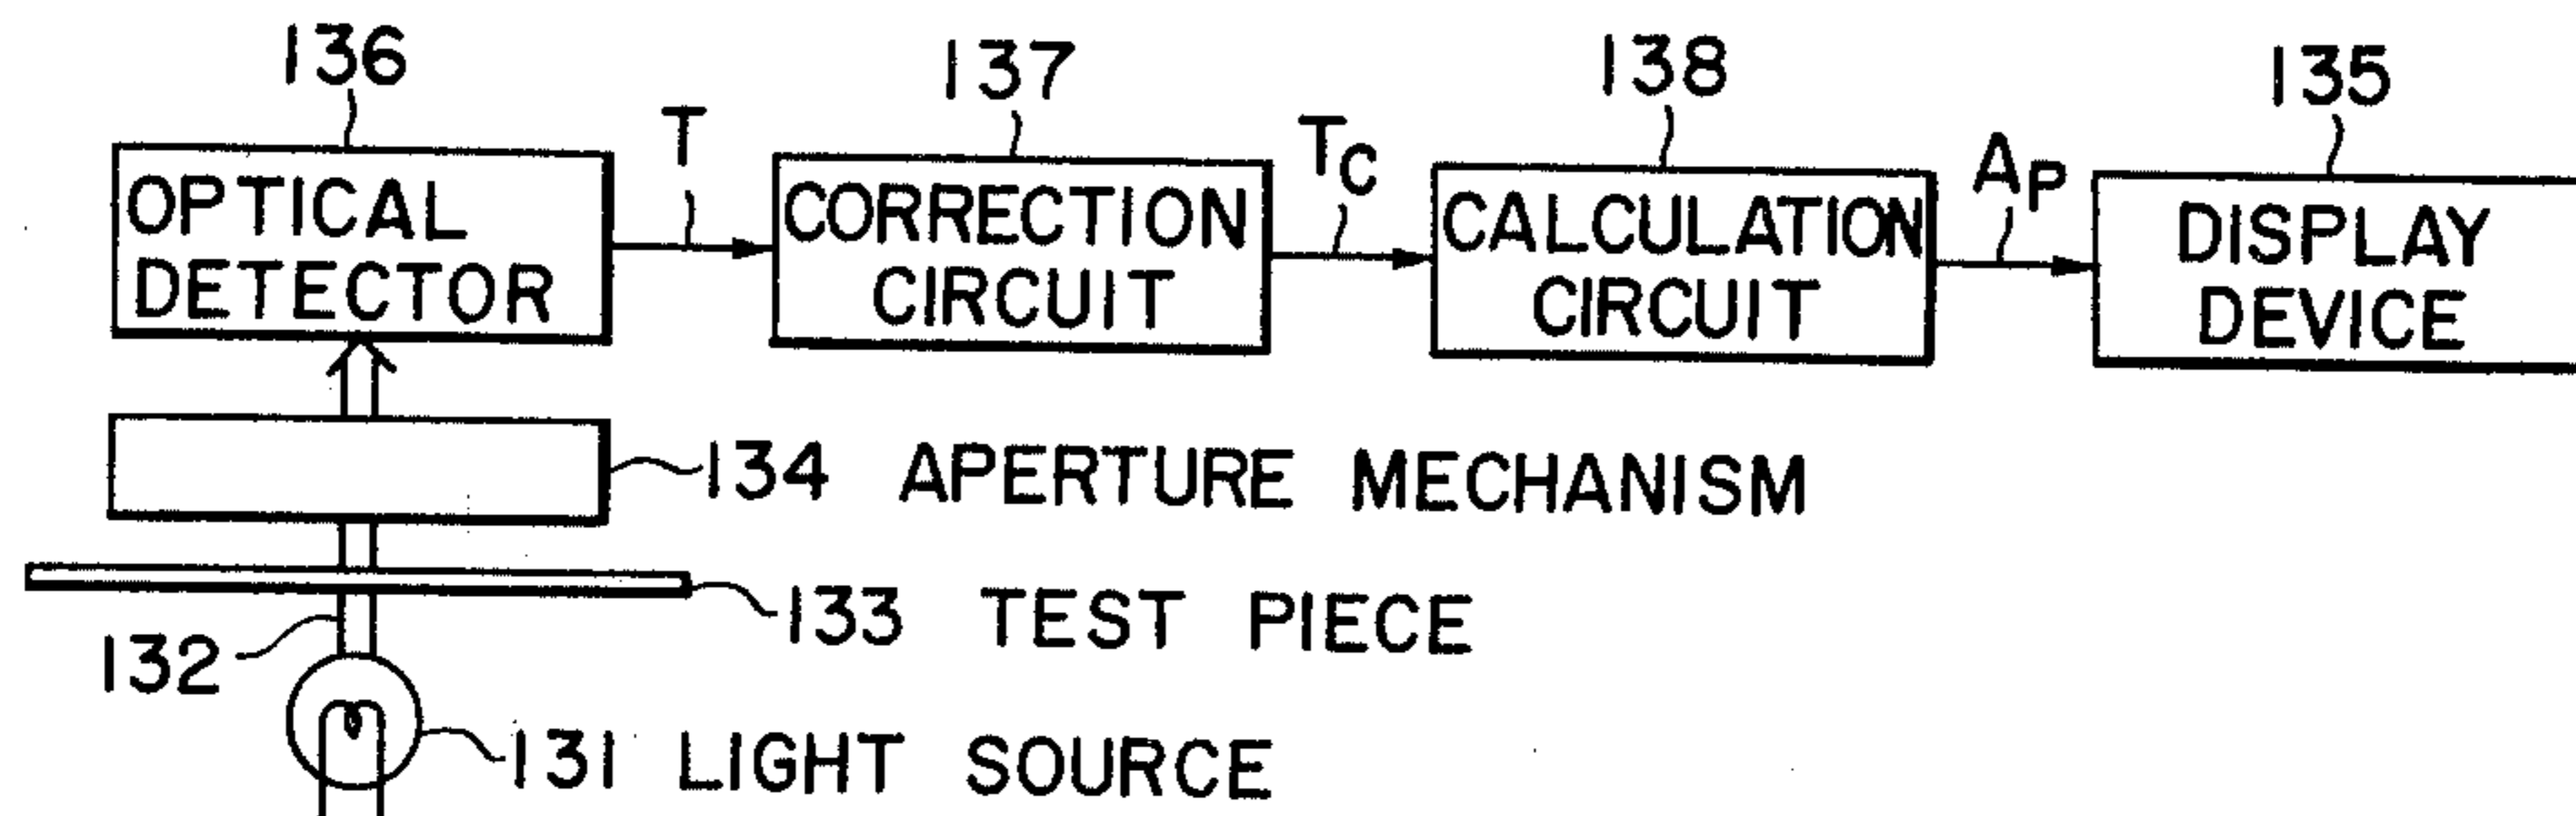 136
137
138
135
T
TC
AP
OPTICAL
DETECTOR
CORRECTION
CIRCUIT
CALCULATION
CIRCUIT
DISPLAY
DEVICE
134 APERTURE MECHANISM
133 TEST PIECE
132
131 LIGHT SOURCE